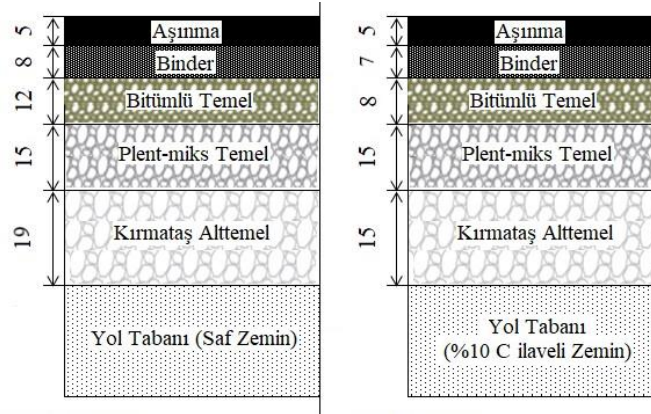 5
Aşınma
8
Binder
12
Bitümlü Temel
15
Plent-miks Temel
19
Kırmataş Alttemel
Yol Tabanı (Saf Zemin)
5
Aşınma
7
Binder
8
Bitümlü Temel
15
Plent-miks Temel
15
Kırmataş Alttemel
Yol Tabanı
(%10 C ilaveli Zemin)